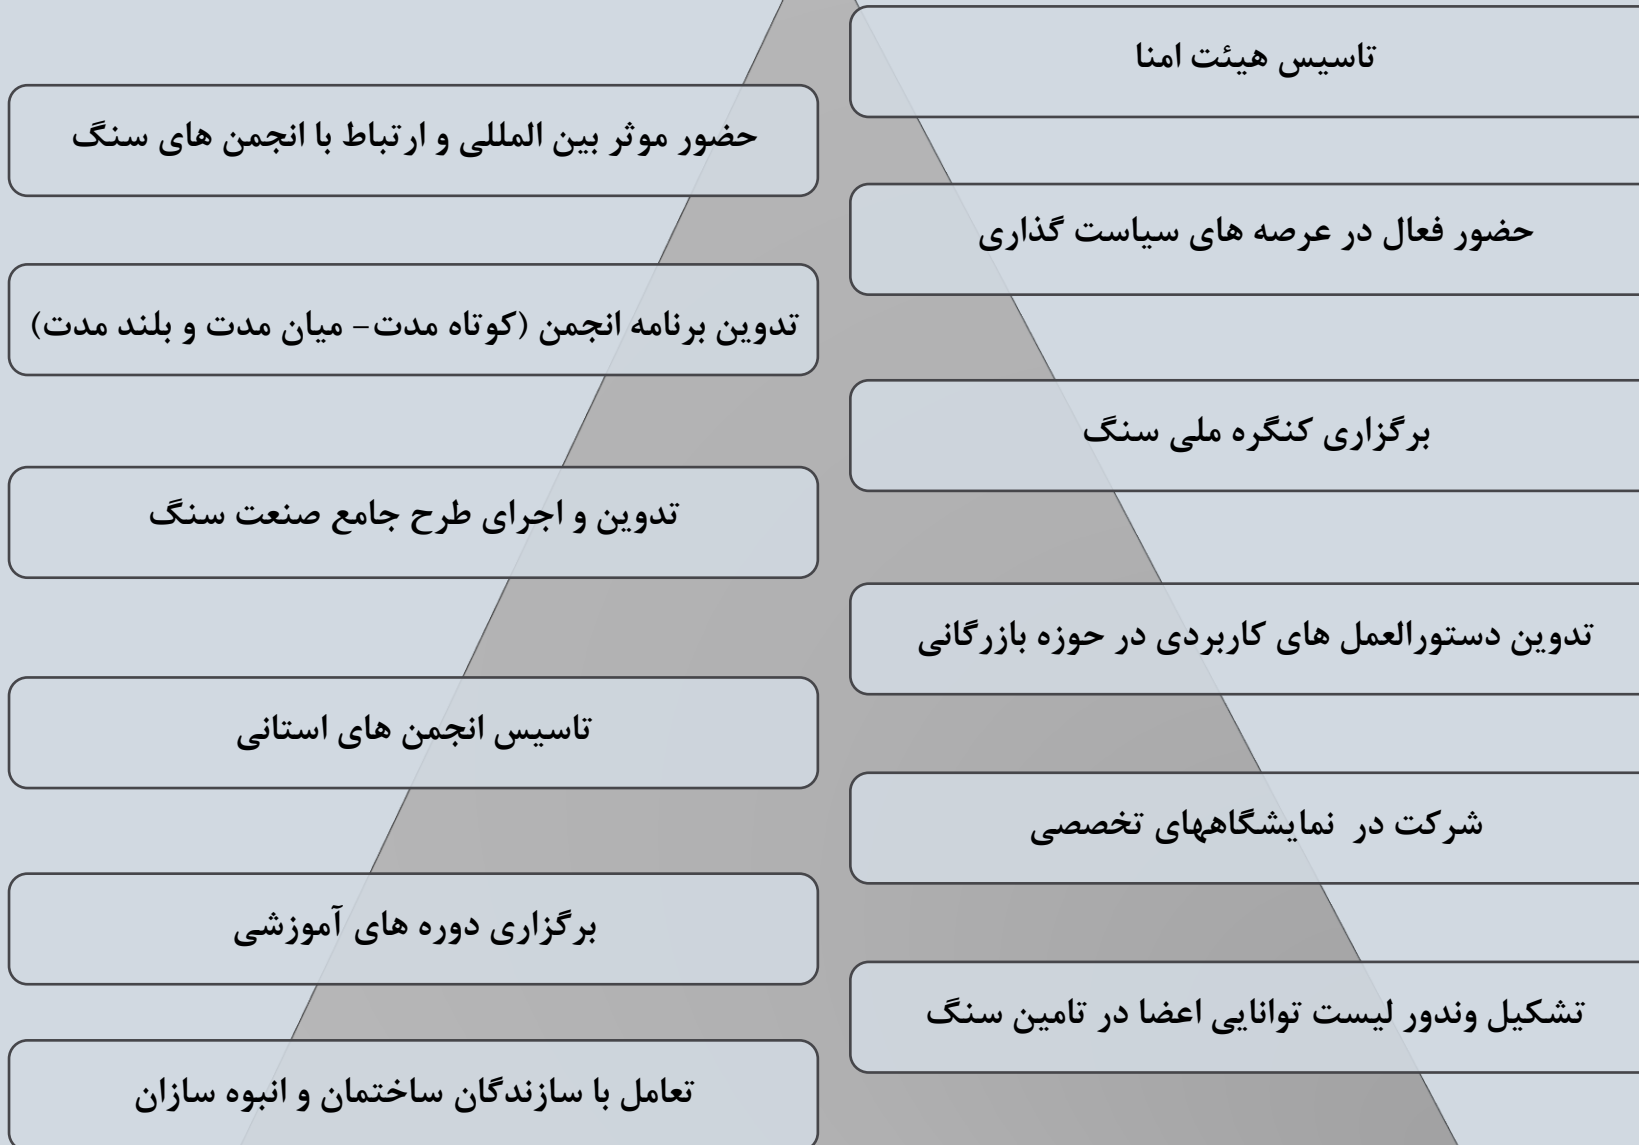 تاسیس هیئت امنا
حضور موثر بین المللی و ارتباط با انجمن های سنگ
حضور فعال در عرصه های سیاست گذاری
تدوین برنامه انجمن (کوتاه مدت- میان مدت و بلند مدت)
برگزاری کنگره ملی سنگ
تدوین و اجرای طرح جامع صنعت سنگ
تدوین دستورالعمل های کاربردی در حوزه بازرگانی
تاسیس انجمن های استانی
شرکت در نمایشگاههای تخصصی
برگزاری دوره های آموزشی
تشکیل وندور لیست توانایی اعضا در تامین سنگ
تعامل با سازندگان ساختمان و انبوه سازان